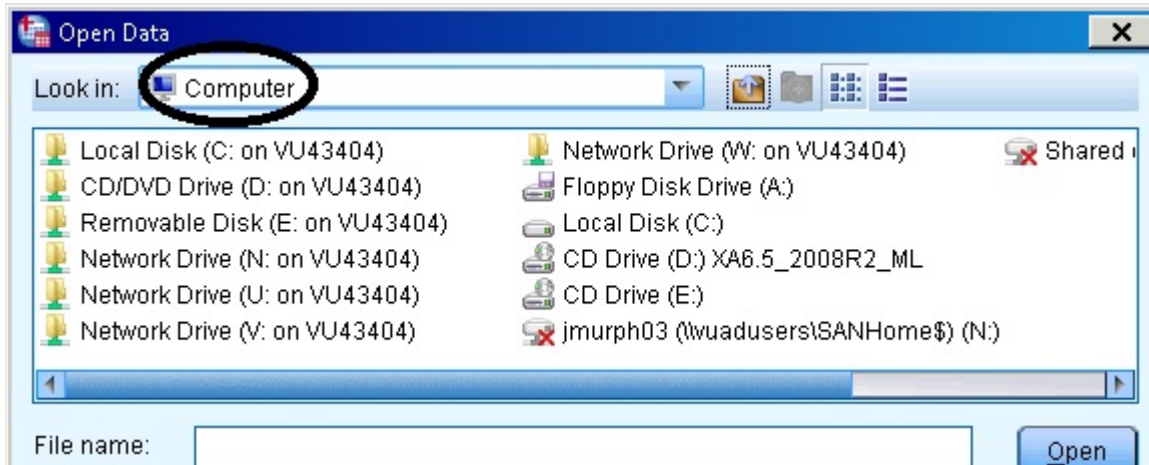 Open Data
Look in: Computer
Local Disk (C: on VU43404)
CD/DVD Drive (D: on VU43404)
Removable Disk (E: on VU43404)
Network Drive (N: on VU43404)
Network Drive (U: on VU43404)
Network Drive (V: on VU43404)
Network Drive (W: on VU43404)
Floppy Disk Drive (A:)
Local Disk (C:)
CD Drive (D:) XA6.5_2008R2_ML
CD Drive (E:)
jmurph03 (\\wuadusers\SANHome$) (N:)
Shared
File name:
Open